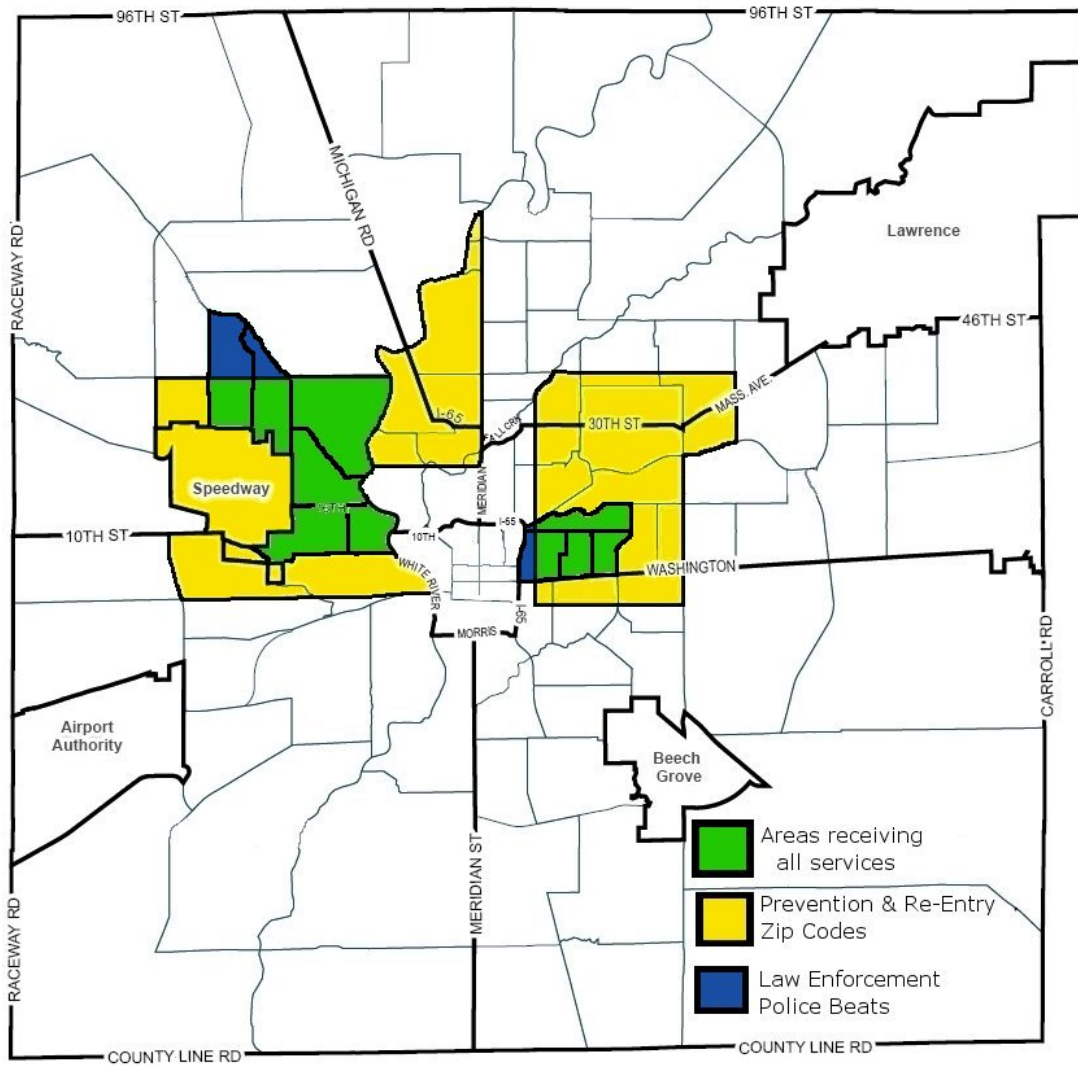 96TH ST
96TH ST
MICHIGAN RD
RACEWAY RD
Lawrence
46TH ST
MASS. AVE.
I-65
30TH ST
MERIDIAN
Speedway
10TH ST
10TH
I-65
WHITE RIVER
WASHINGTON
I-65
MORRIS
CARROLL RD
Airport
Authority
Beech
Grove
Areas receiving
all services
MERIDIAN ST
Prevention & Re-Entry
Zip Codes
RACEWAY RD
Law Enforcement
Police Beats
COUNTY LINE RD
COUNTY LINE RD